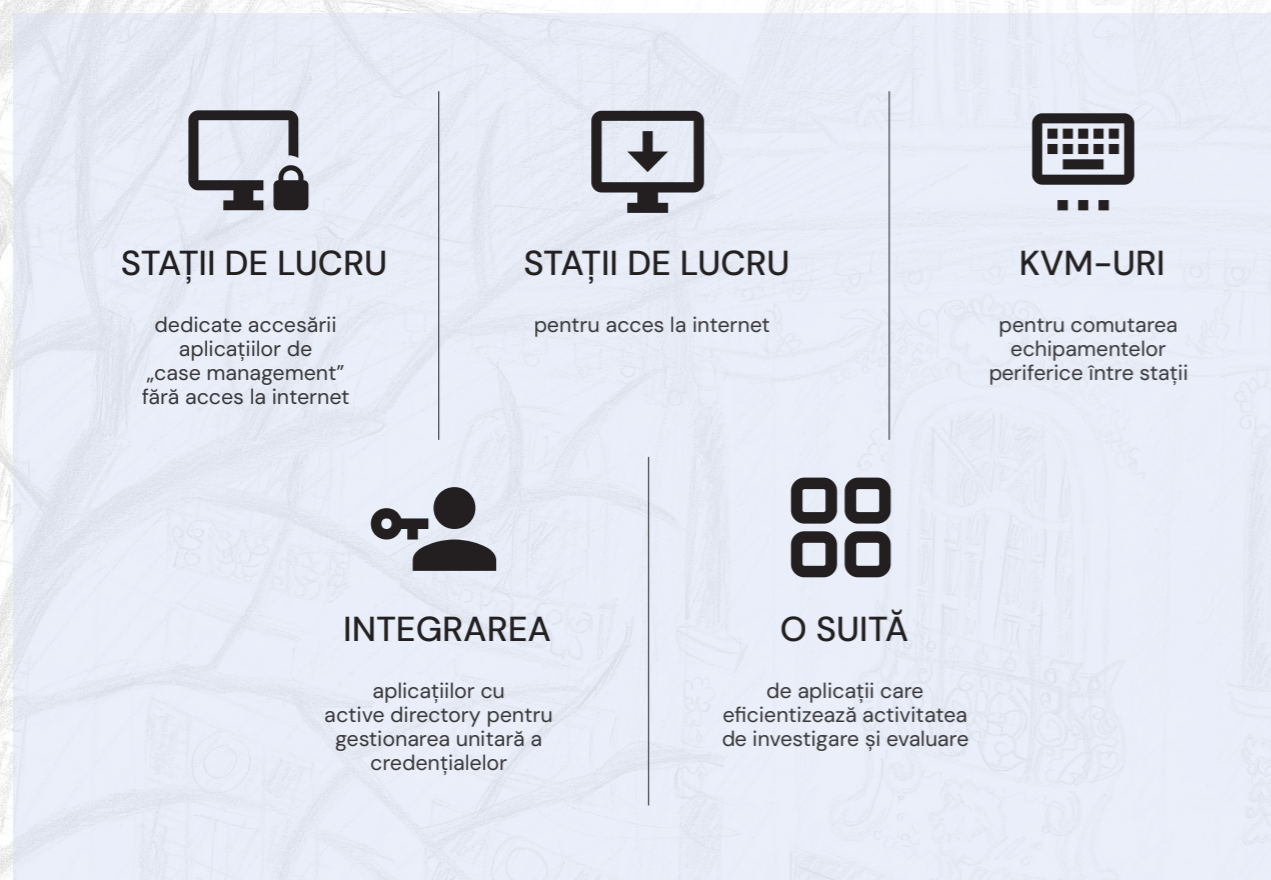 STAȚII DE LUCRU
dedicate accesării
aplicațiilor de
„case management”
fără acces la internet
STAȚII DE LUCRU
pentru acces la internet
KVM-URI
pentru comutarea
echipamentelor
periferice între stații
INTEGRAREA
aplicațiilor cu
active directory pentru
gestionarea unitară a
credențialelor
O SUITĂ
de aplicații care
eficientizează activitatea
de investigare și evaluare